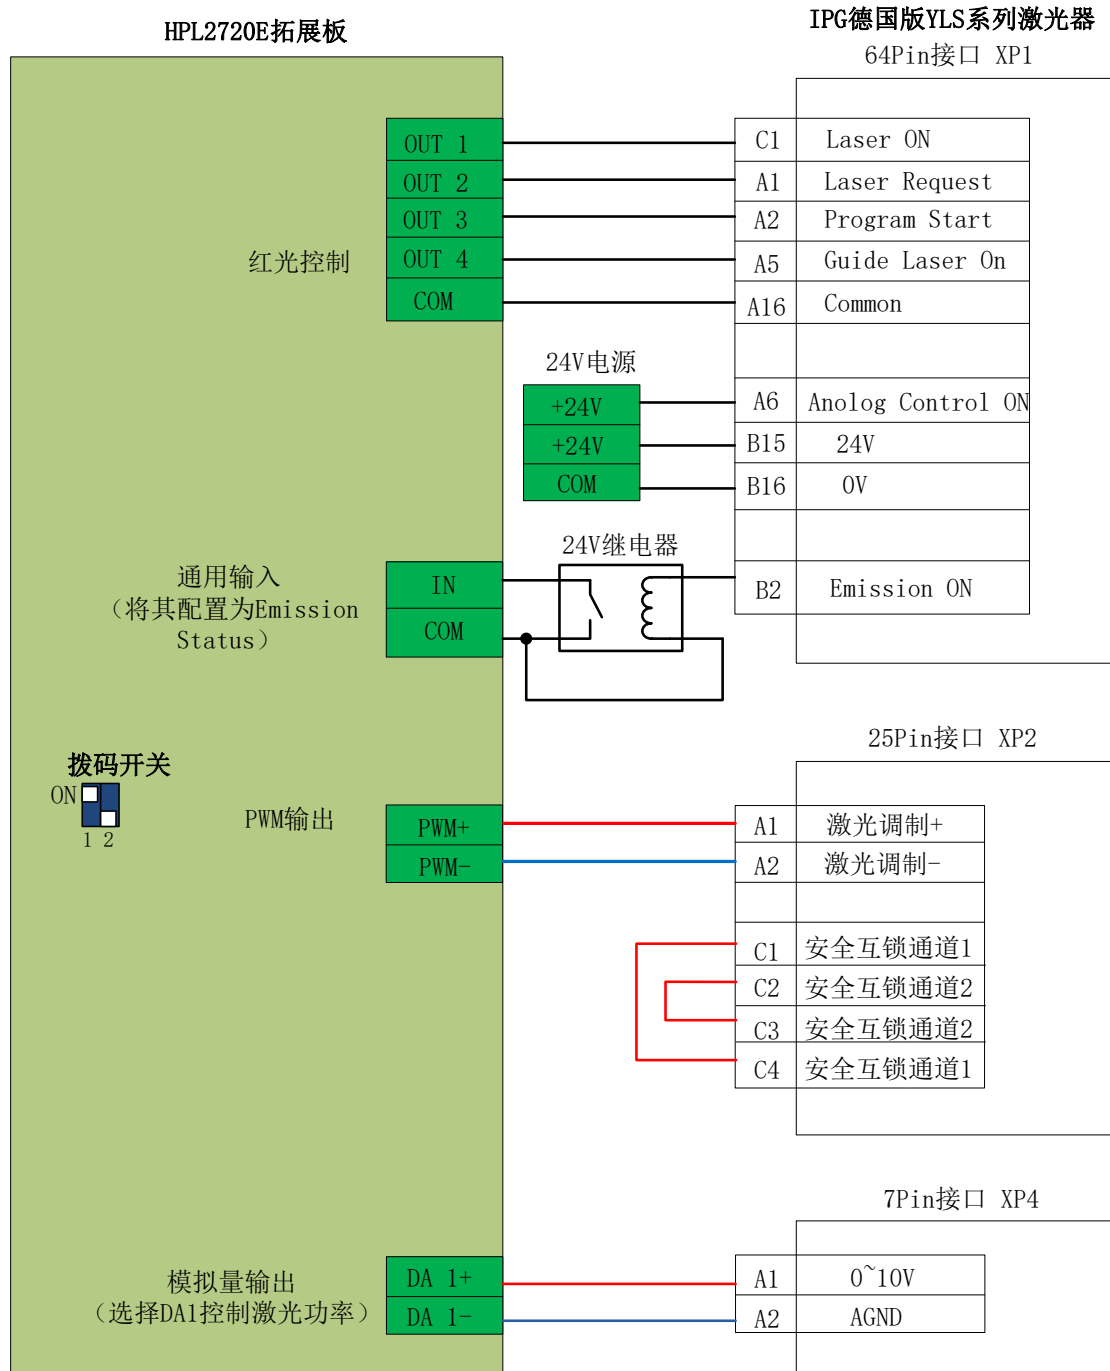 HPL2720E拓展板
IPG德国版YLS系列激光器
64Pin接口 XP1
OUT 1
C1
Laser ON
OUT 2
A1
Laser Request
OUT 3
A2
Program Start
红光控制
OUT 4
A5
Guide Laser On
COM
A16
Common
24V电源
+24V
A6
Anolog Control ON
+24V
B15
24V
COM
B16
0V
24V继电器
通用输入
（将其配置为Emission
Status）
IN
B2
Emission ON
COM
25Pin接口 XP2
拨码开关
ON
1 2
PWM输出
PWM+
A1
激光调制+
PWM-
A2
激光调制-
C1
安全互锁通道1
C2
安全互锁通道2
C3
安全互锁通道2
C4
安全互锁通道1
7Pin接口 XP4
模拟量输出
（选择DA1控制激光功率）
DA 1+
A1
0~10V
DA 1-
A2
AGND